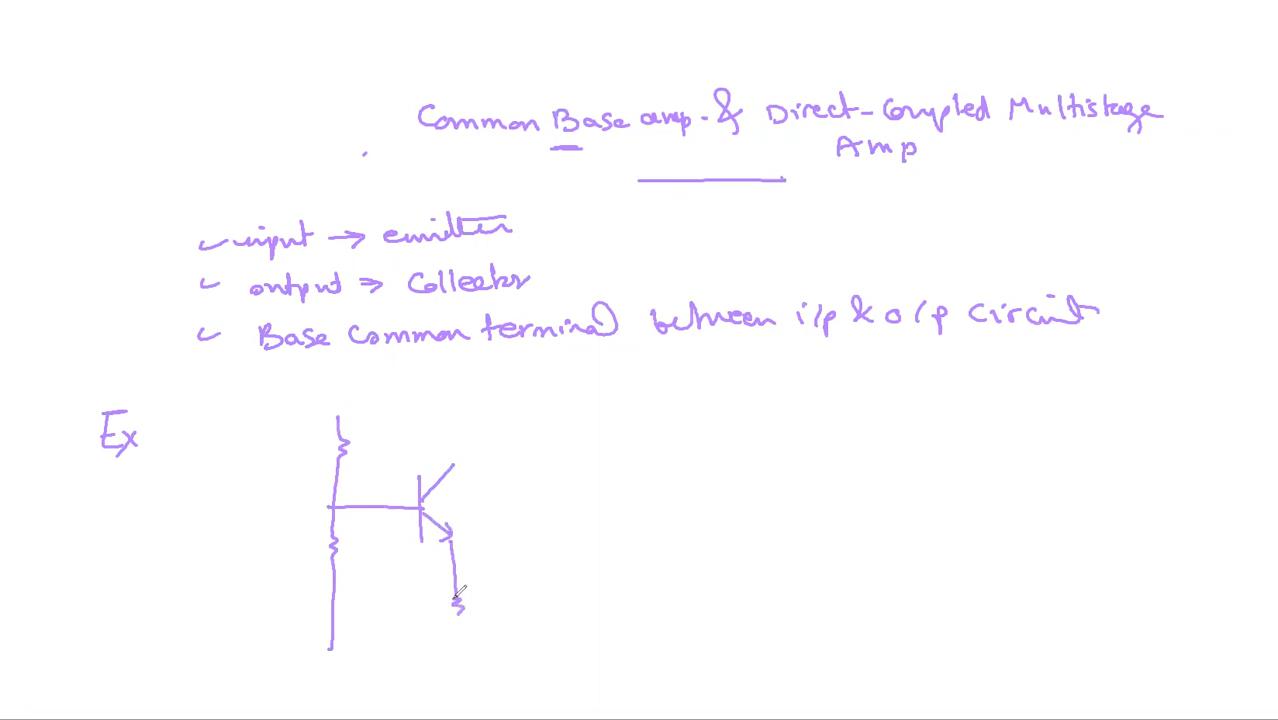 Common Base amp. & Direct-Coupled Multistage
Amp
input → emitter
output ⇒ Collector
Base common terminal between i/p & o/p circuit
Ex